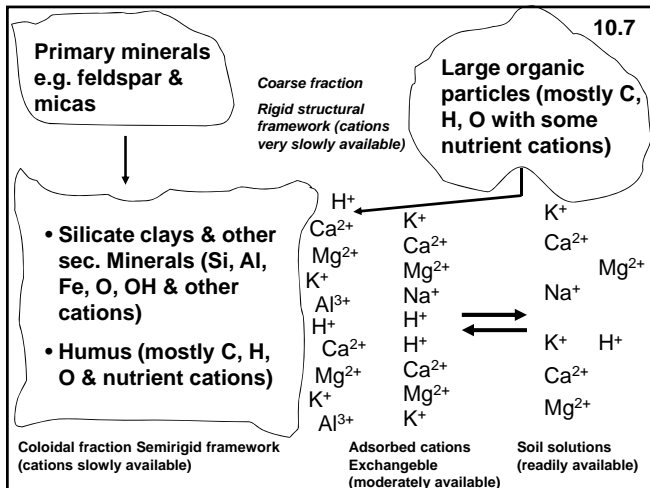 10.7
Primary minerals
e.g. feldspar &
micas
Coarse fraction
Rigid structural
framework (cations
very slowly available)
Large organic
particles (mostly C,
H, O with some
nutrient cations)
• Silicate clays & other
sec. Minerals (Si, Al,
Fe, O, OH & other
cations)
• Humus (mostly C, H,
O & nutrient cations)
H⁺
Ca²⁺
Mg²⁺
K⁺
Al³⁺
H⁺
Ca²⁺
Mg²⁺
K⁺
Al³⁺
K⁺
Ca²⁺
Mg²⁺
Na⁺
H⁺
H⁺
Ca²⁺
Mg²⁺
K⁺
K⁺
Ca²⁺
Mg²⁺
Na⁺
K⁺ H⁺
Ca²⁺
Mg²⁺
Coloidal fraction Semirigid framework
(cations slowly available)
Adsorbed cations
Exchangeble
(moderately available)
Soil solutions
(readily available)